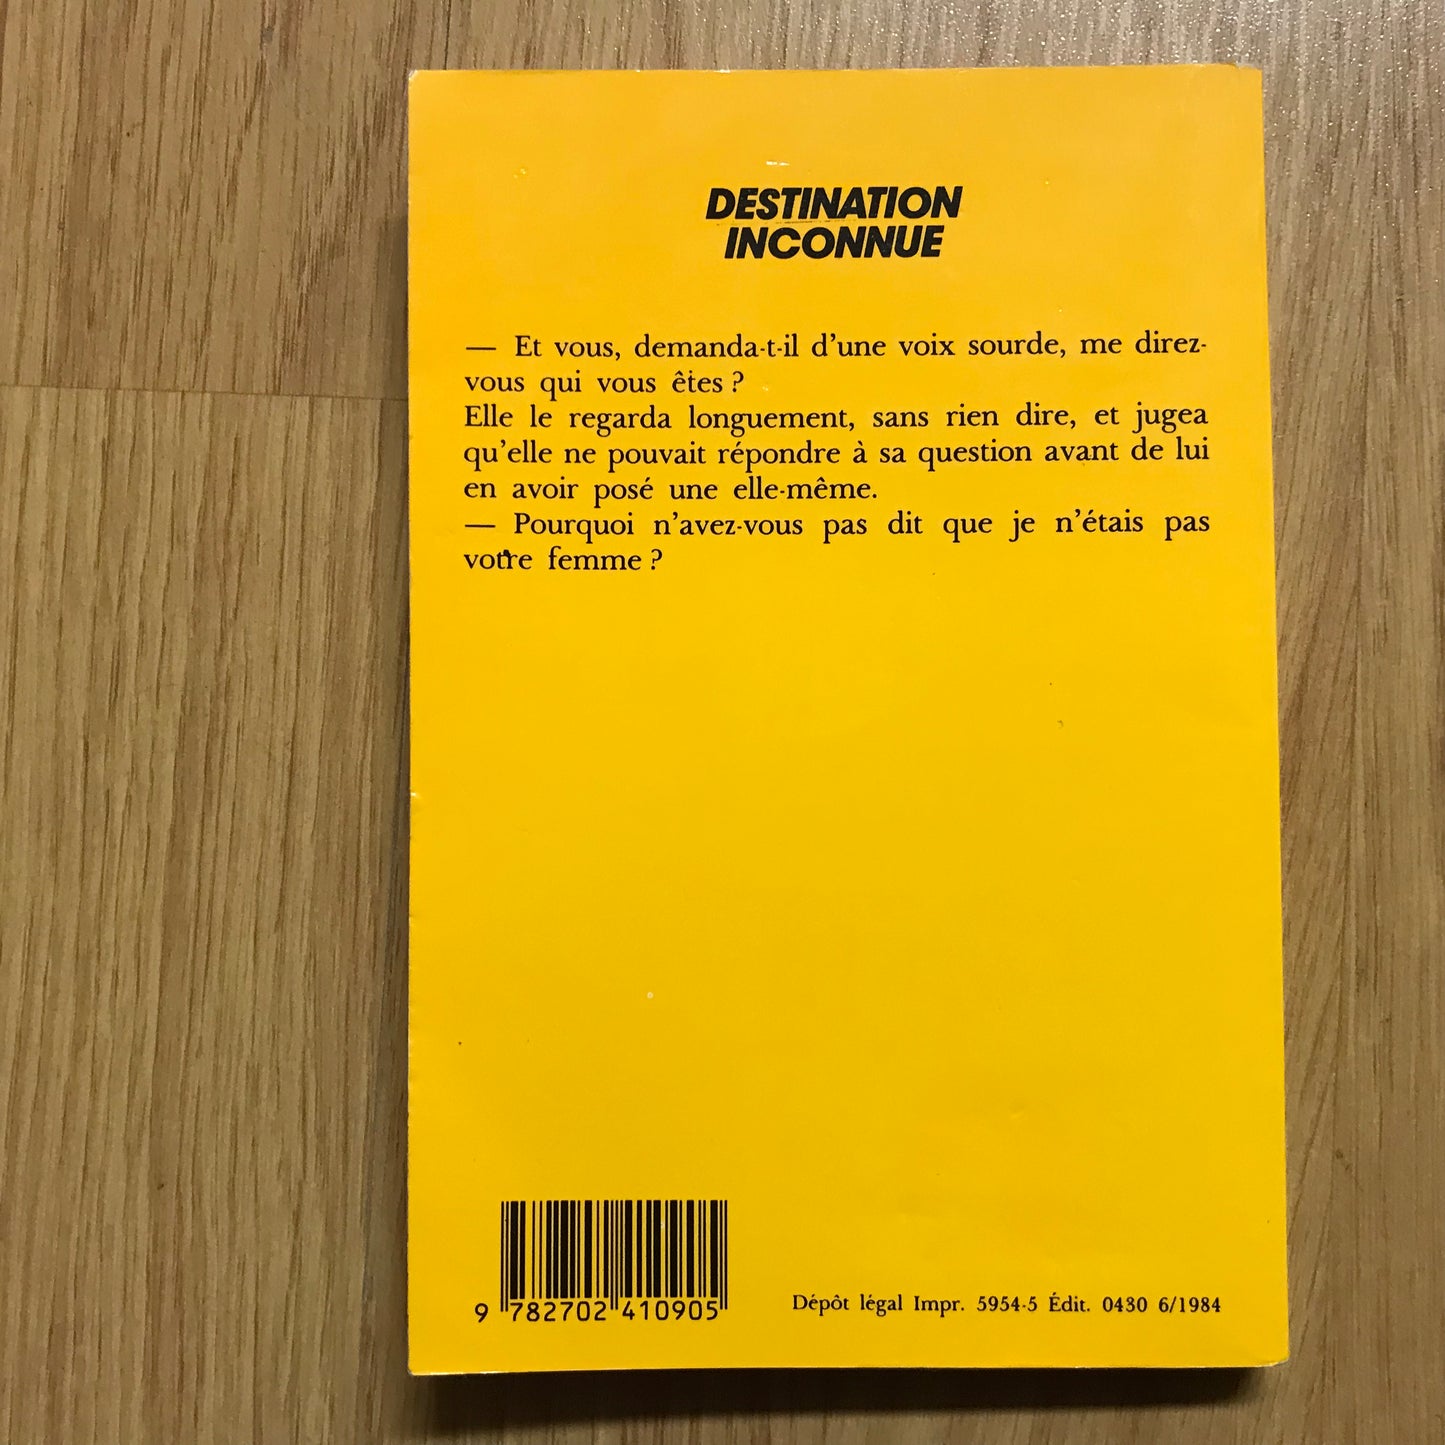 DESTINATION
INCONNUE
— Et vous, demanda-t-il d'une voix sourde, me direz-
vous qui vous êtes ?
Elle le regarda longuement, sans rien dire, et jugea
qu'elle ne pouvait répondre à sa question avant de lui
en avoir posé une elle-même.
— Pourquoi n'avez-vous pas dit que je n'étais pas
votre femme ?
9 782702 410905
Dépôt légal Impr. 5954-5 Édit. 0430 6/1984